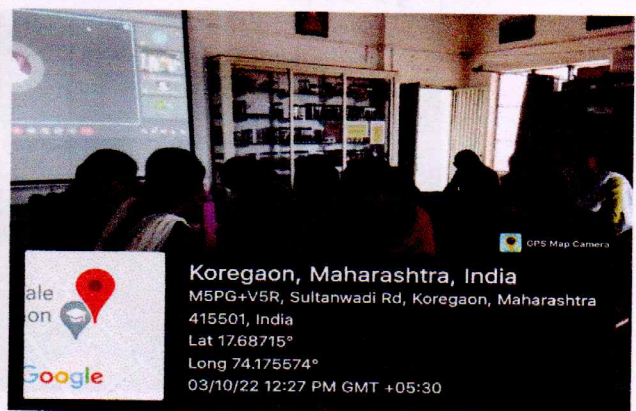 GPS Map Camera
Koregaon, Maharashtra, India
M5PG+V5R, Sultanwadi Rd, Koregaon, Maharashtra
415501, India
Lat 17.68715°
Long 74.175574°
03/10/22 12:27 PM GMT +05:30
ale
on
Google